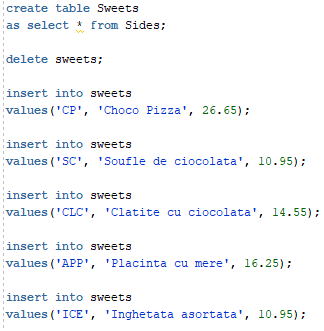 create table Sweets
as select * from Sides;
delete sweets;
insert into sweets
values('CP', 'Choco Pizza', 26.65);
insert into sweets
values('SC', 'Soufle de ciocolata', 10.95);
insert into sweets
values('CLC', 'Clatite cu ciocolata', 14.55);
insert into sweets
values('APP', 'Placinta cu mere', 16.25);
insert into sweets
values('ICE', 'Inghetata asortata', 10.95);